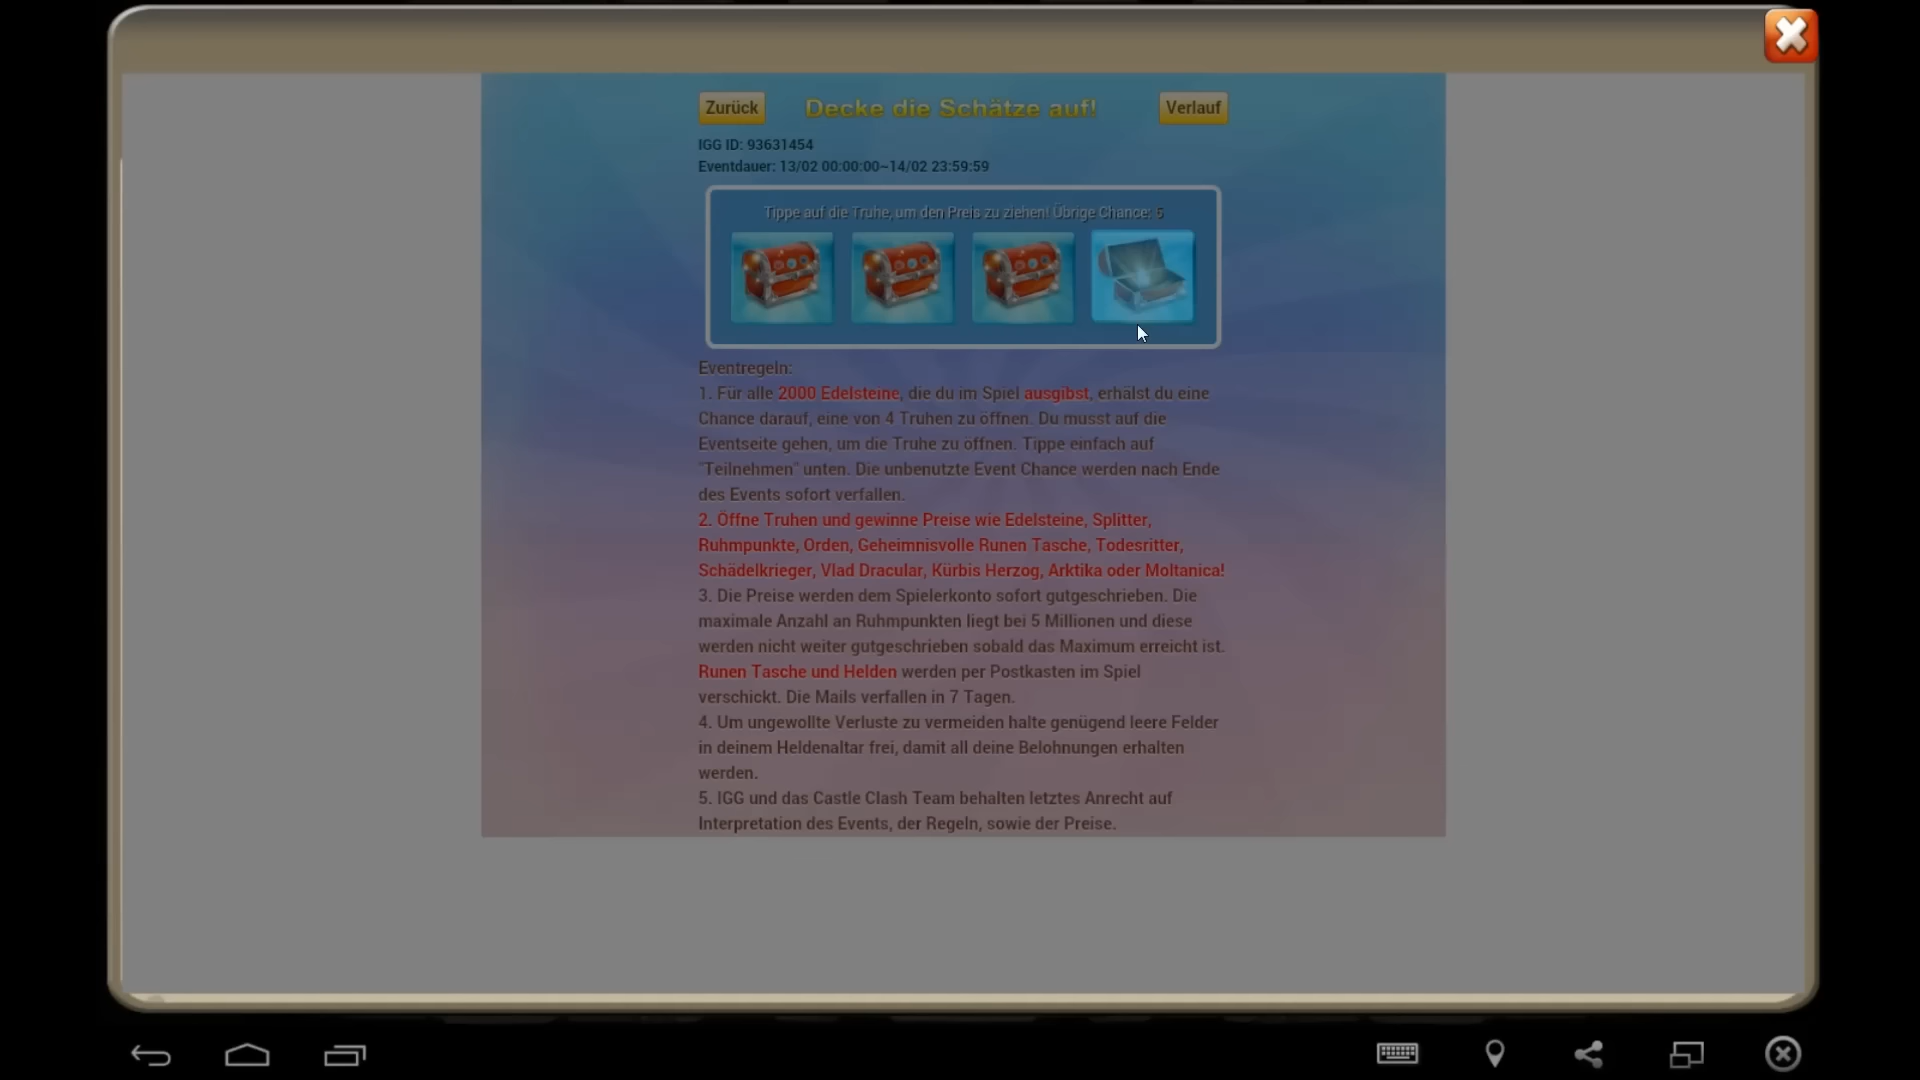 Zurück
Decke die Schätze auf!
Verlauf
IGG ID: 93631454
Eventdauer: 13/02 00:00:00~14/02 23:59:59
Tippe auf die Truhe, um den Preis zu ziehen! Übrige Chance: 5
Eventregeln:
1. Für alle 2000 Edelsteine, die du im Spiel ausgibst, erhälst du eine
Chance darauf, eine von 4 Truhen zu öffnen. Du musst auf die
Eventseite gehen, um die Truhe zu öffnen. Tippe einfach auf
"Teilnehmen" unten. Die unbenutzte Event Chance werden nach Ende
des Events sofort verfallen.
2. Öffne Truhen und gewinne Preise wie Edelsteine, Splitter,
Ruhmpunkte, Orden, Geheimnisvolle Runen Tasche, Todesritter,
Schädelkrieger, Vlad Dracular, Kürbis Herzog, Arktika oder Moltanica!
3. Die Preise werden dem Spielerkonto sofort gutgeschrieben. Die
maximale Anzahl an Ruhmpunkten liegt bei 5 Millionen und diese
werden nicht weiter gutgeschrieben sobald das Maximum erreicht ist.
Runen Tasche und Helden werden per Postkasten im Spiel
verschickt. Die Mails verfallen in 7 Tagen.
4. Um ungewollte Verluste zu vermeiden halte genügend leere Felder
in deinem Heldenaltar frei, damit all deine Belohnungen erhalten
werden.
5. IGG und das Castle Clash Team behalten letztes Anrecht auf
Interpretation des Events, der Regeln, sowie der Preise.